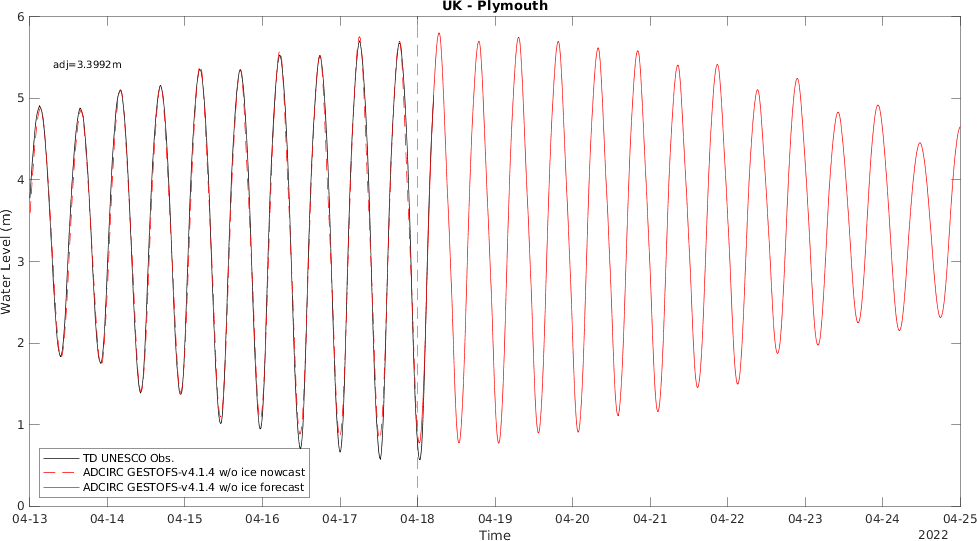 UK - Plymouth
adj=3.3992m
6
5
4
3
2
1
0
Water Level (m)
TD UNESCO Obs.
ADCIRC GESTOFS-v4.1.4 w/o ice nowcast
ADCIRC GESTOFS-v4.1.4 w/o ice forecast
04-13 04-14 04-15 04-16 04-17 04-18 04-19 04-20 04-21 04-22 04-23 04-24 04-25
Time
2022